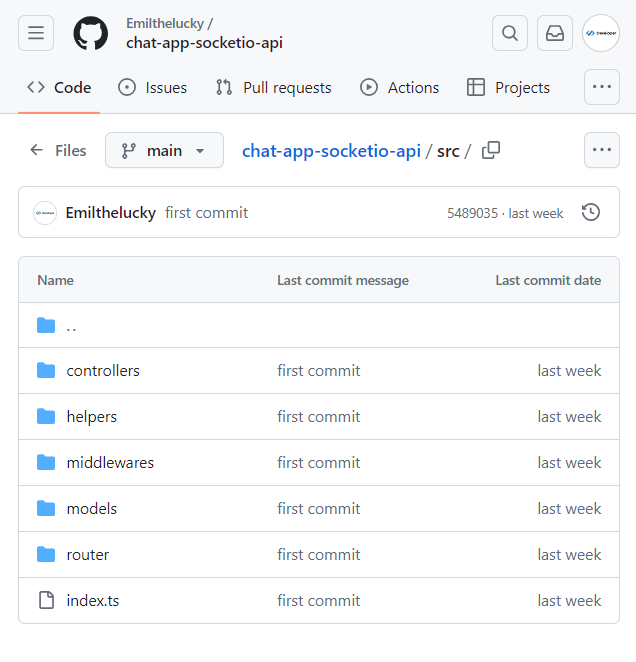 Emilthelucky /
chat-app-socketio-api
Code Issues Pull requests Actions Projects
Files main chat-app-socketio-api / src /
Emilthelucky first commit 5489035 · last week
Name Last commit message Last commit date
..
controllers first commit last week
helpers first commit last week
middlewares first commit last week
models first commit last week
router first commit last week
index.ts first commit last week